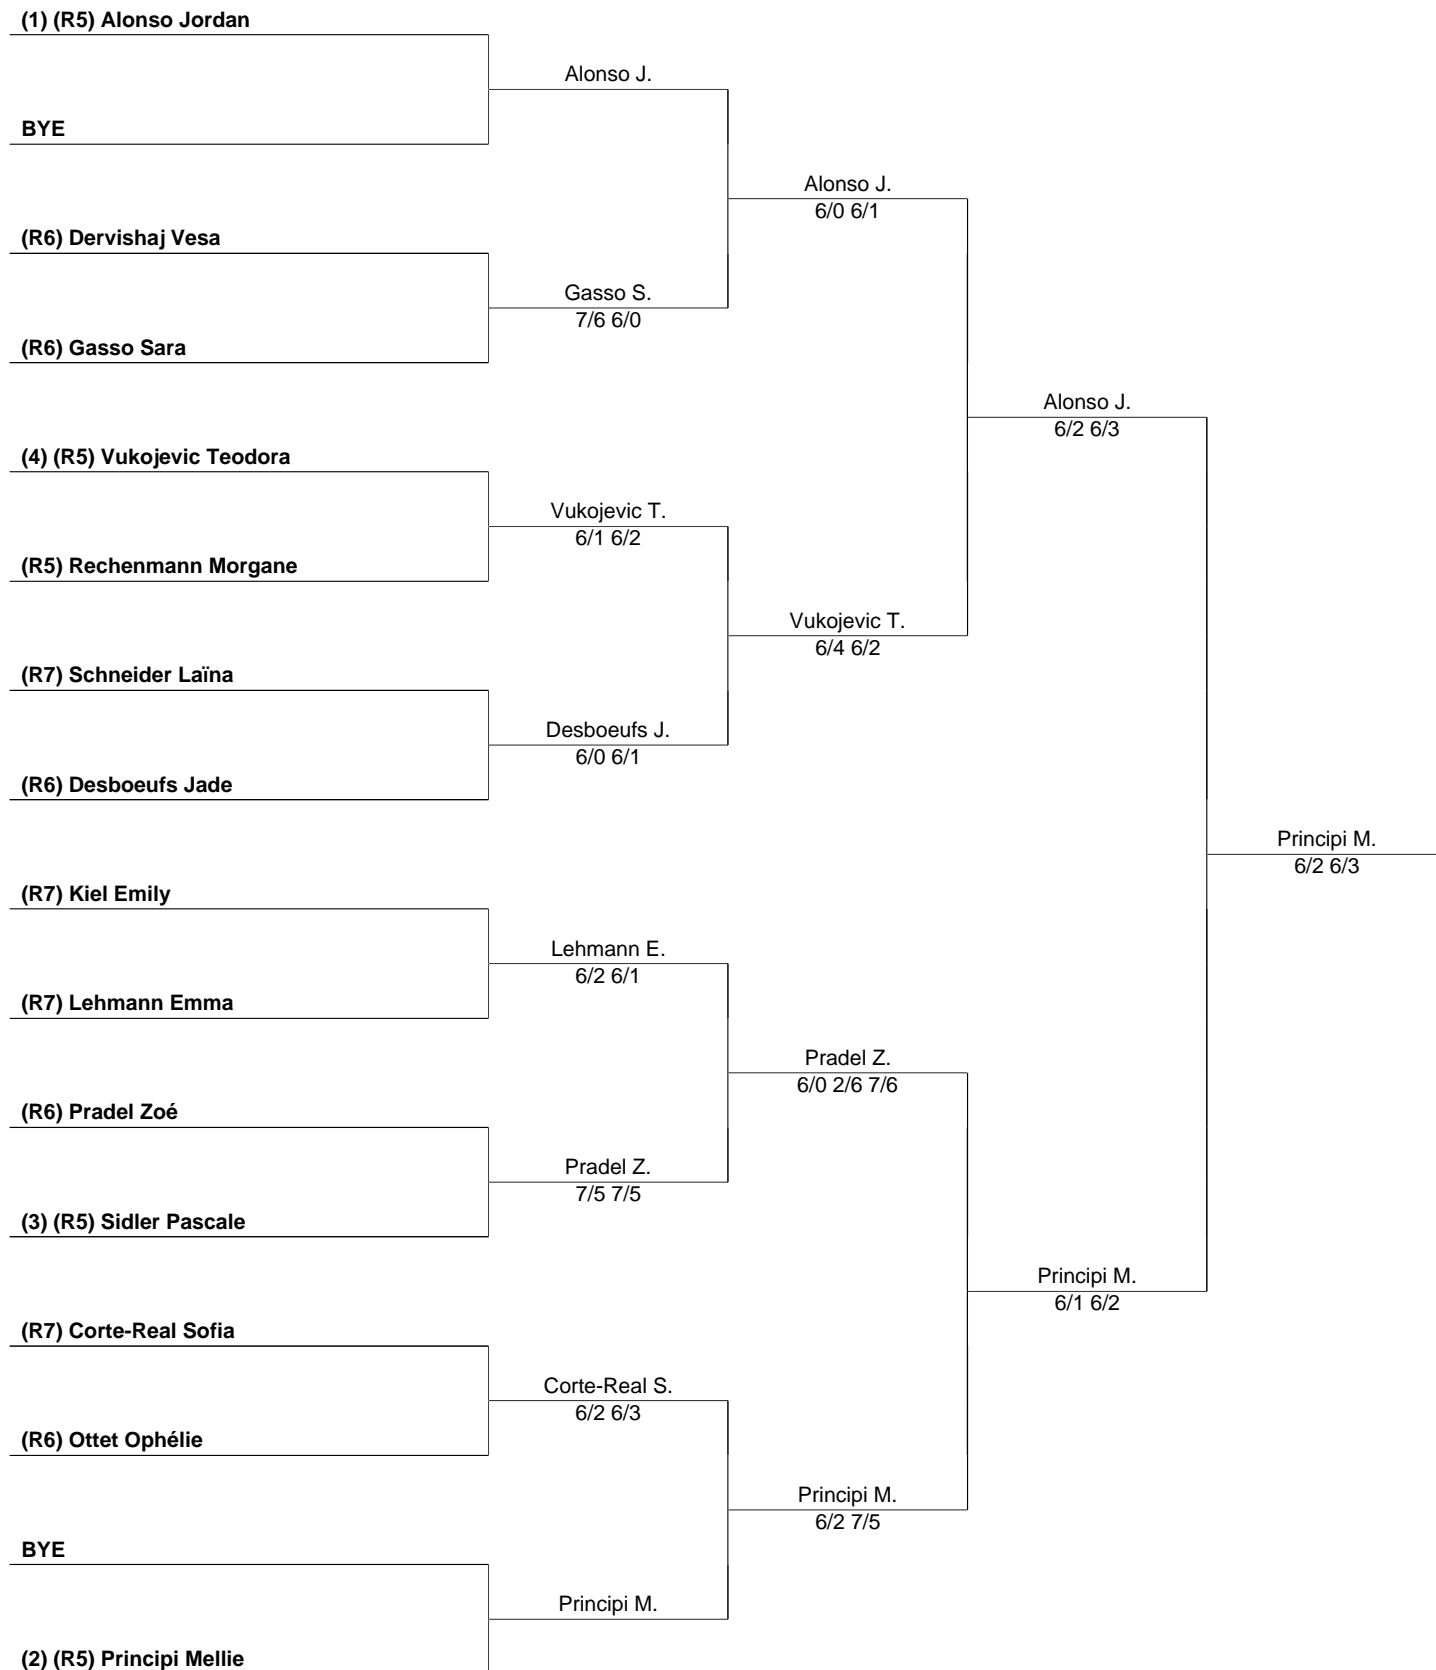 (1) (R5) Alonso Jordan
Alonso J.
BYE
Alonso J.
6/0 6/1
(R6) Dervishaj Vesa
Gasso S.
7/6 6/0
(R6) Gasso Sara
Alonso J.
6/2 6/3
(4) (R5) Vukojevic Teodora
Vukojevic T.
6/1 6/2
(R5) Rechenmann Morgane
Vukojevic T.
6/4 6/2
(R7) Schneider Laïna
Desboeufs J.
6/0 6/1
(R6) Desboeufs Jade
Principi M.
6/2 6/3
(R7) Kiel Emily
Lehmann E.
6/2 6/1
(R7) Lehmann Emma
Pradel Z.
6/0 2/6 7/6
(R6) Pradel Zoé
Pradel Z.
7/5 7/5
(3) (R5) Sidler Pascale
Principi M.
6/1 6/2
(R7) Corte-Real Sofia
Corte-Real S.
6/2 6/3
(R6) Ottet Ophélie
Principi M.
6/2 7/5
BYE
Principi M.
(2) (R5) Principi Mellie